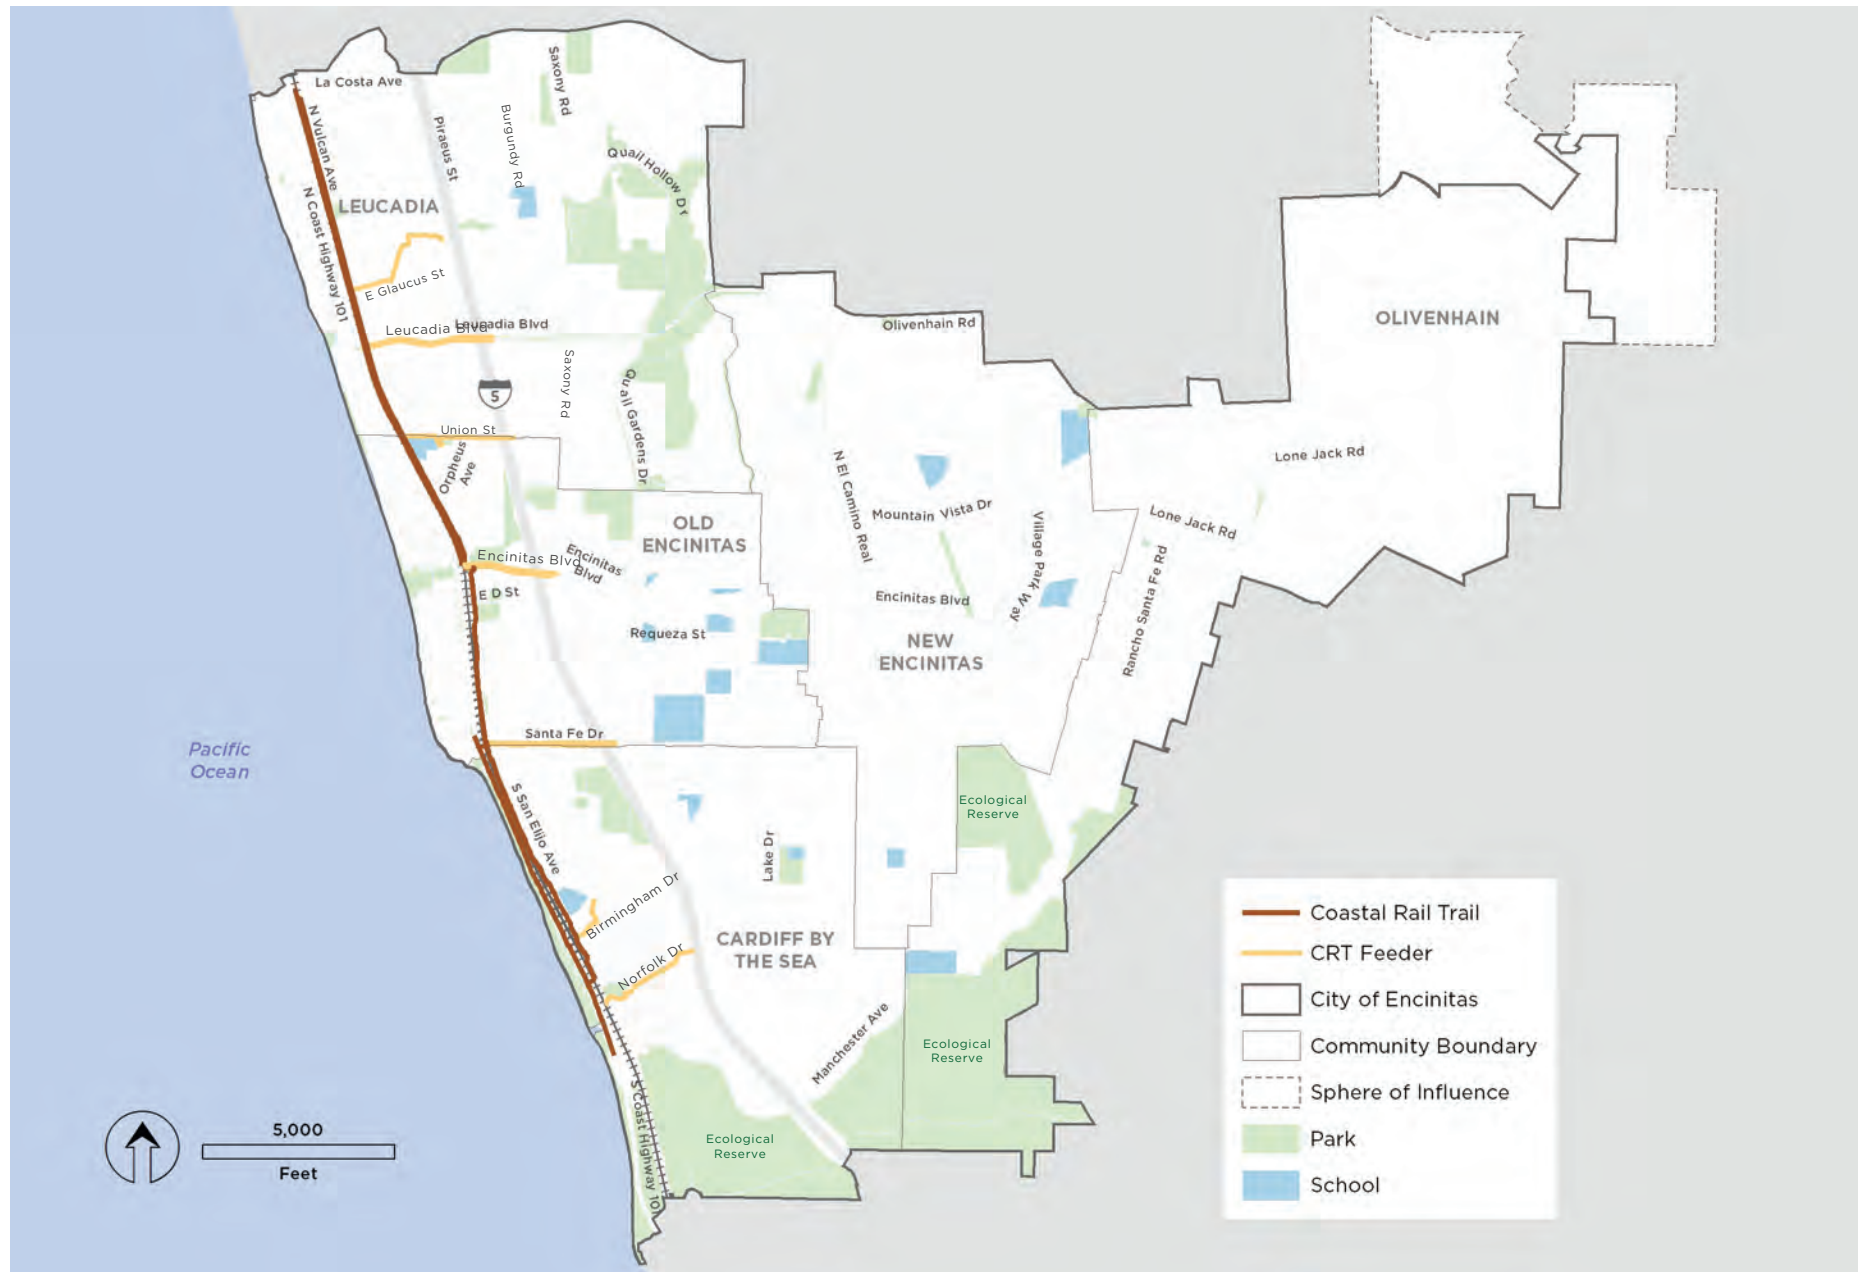 La Costa Ave
N Vulcan Ave
N Coast Highway 101
Piraeus St
Burgundy Rd
Saxony Rd
Quail Hollow Dr
LEUCADIA
E Glaucus St
Leucadia Blvd
Leucadia Blvd
5
Saxony Rd
Quail Gardens Dr
Union St
Orpheus
Ave
Olivenhain Rd
OLIVENHAIN
Lone Jack Rd
Lone Jack Rd
N El Camino Real
Mountain Vista Dr
Village Park Way
Rancho Santa Fe Rd
OLD
ENCINITAS
Encinitas Blvd
Encinitas
Blvd
E D St
Requeza St
Encinitas Blvd
NEW
ENCINITAS
Pacific
Ocean
Santa Fe Dr
S San Elijo Ave
Lake Dr
Birmingham Dr
Norfolk Dr
CARDIFF BY
THE SEA
Manchester Ave
S Coast Highway 101
Ecological
Reserve
Ecological
Reserve
Ecological
Reserve
5,000
Feet
Coastal Rail Trail
CRT Feeder
City of Encinitas
Community Boundary
Sphere of Influence
Park
School